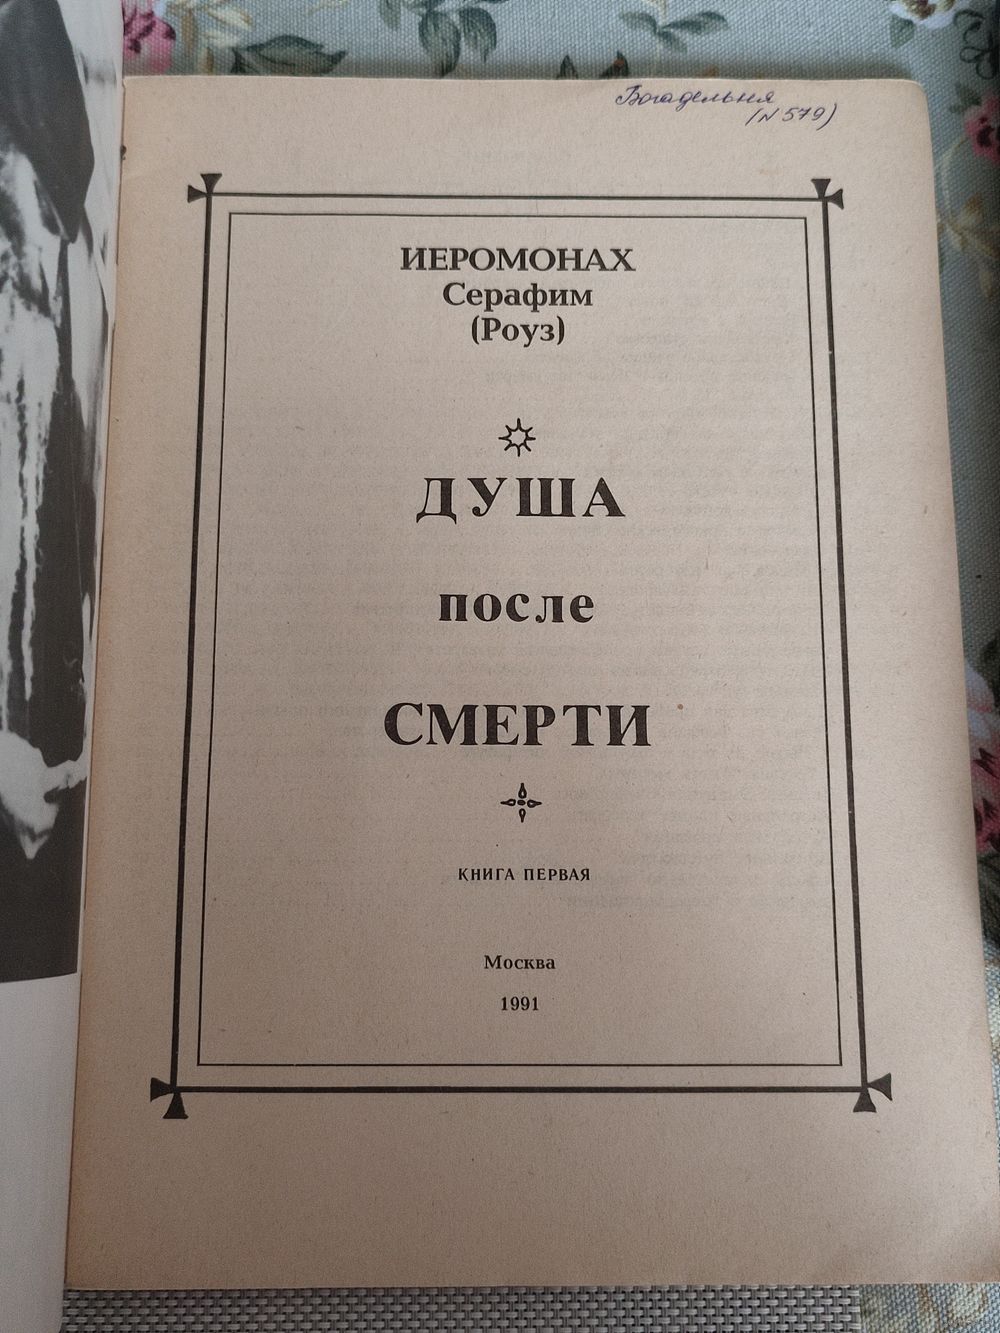 Богадельня
(N 579)
ИЕРОМОНАХ
Серафим
(Роуз)
ДУША
после
СМЕРТИ
КНИГА ПЕРВАЯ
Москва
1991